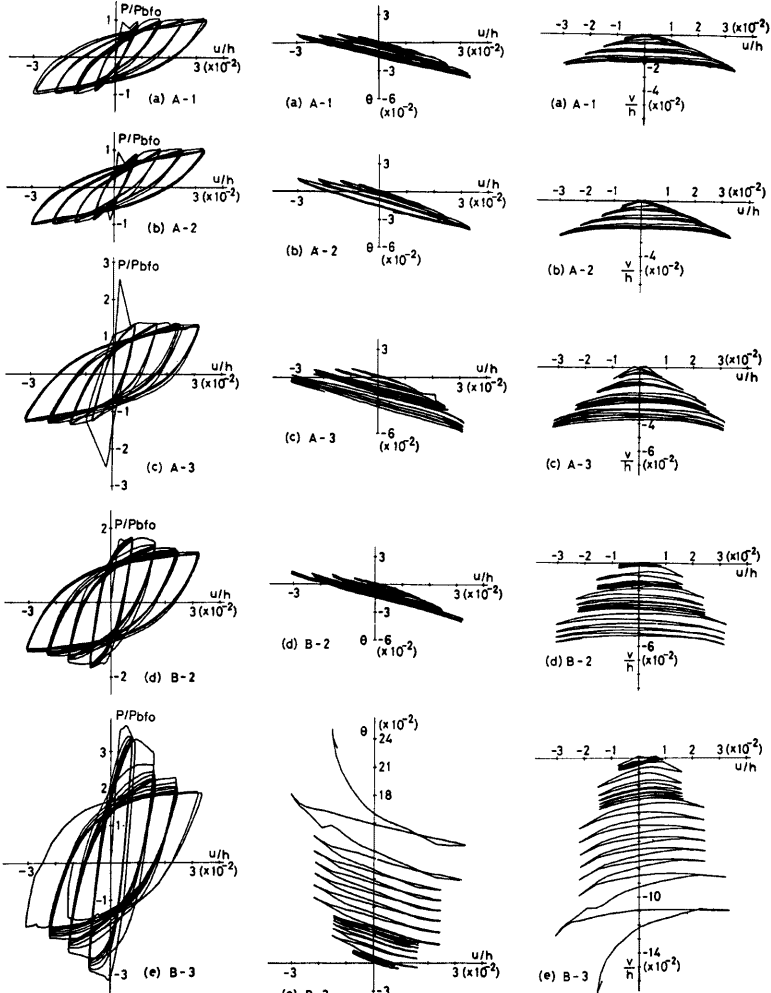 P/Pbfo
1
u/h
-3
3 (x10⁻²)
-1
(a) A-1
3
u/h
-3
3 (x10⁻²)
-3
θ -6
(x10⁻²)
(a) A-1
-3 -2 -1 1 2 3 (x10⁻²)
u/h
-2
-4
v/h (x10⁻²)
(a) A-1
P/Pbfo
1
u/h
-3
3 (x10⁻²)
-1
(b) A-2
3
u/h
-3
3 (x10⁻²)
-3
θ -6
(x10⁻²)
(b) A-2
-3 -2 -1 1 2 3 (x10⁻²)
u/h
-4
v/h (x10⁻²)
(b) A-2
3
P/Pbfo
2
1
u/h
-3
3 (x10⁻²)
-1
-2
-3
(c) A-3
3
u/h
-3
3 (x10⁻²)
-6
(x10⁻²)
(c) A-3
-3 -2 -1 1 2 3 (x10⁻²)
u/h
-4
-6
v/h (x10⁻²)
(c) A-3
P/Pbfo
2
u/h
-3
3 (x10⁻²)
-2
(d) B-2
3
u/h
-3
3 (x10⁻²)
-3
θ -6
(x10⁻²)
(d) B-2
-3 -2 -1 1 2 3 (x10⁻²)
u/h
-6
v/h (x10⁻²)
(d) B-2
P/Pbfo
3
2
1
u/h
-3
3 (x10⁻²)
-1
-3
(e) B-3
θ (x10⁻²)
24
21
18
u/h
-3
3 (x10⁻²)
-3
-3 -2 -1 1 2 3 (x10⁻²)
u/h
-10
-14
v/h (x10⁻²)
(e) B-3